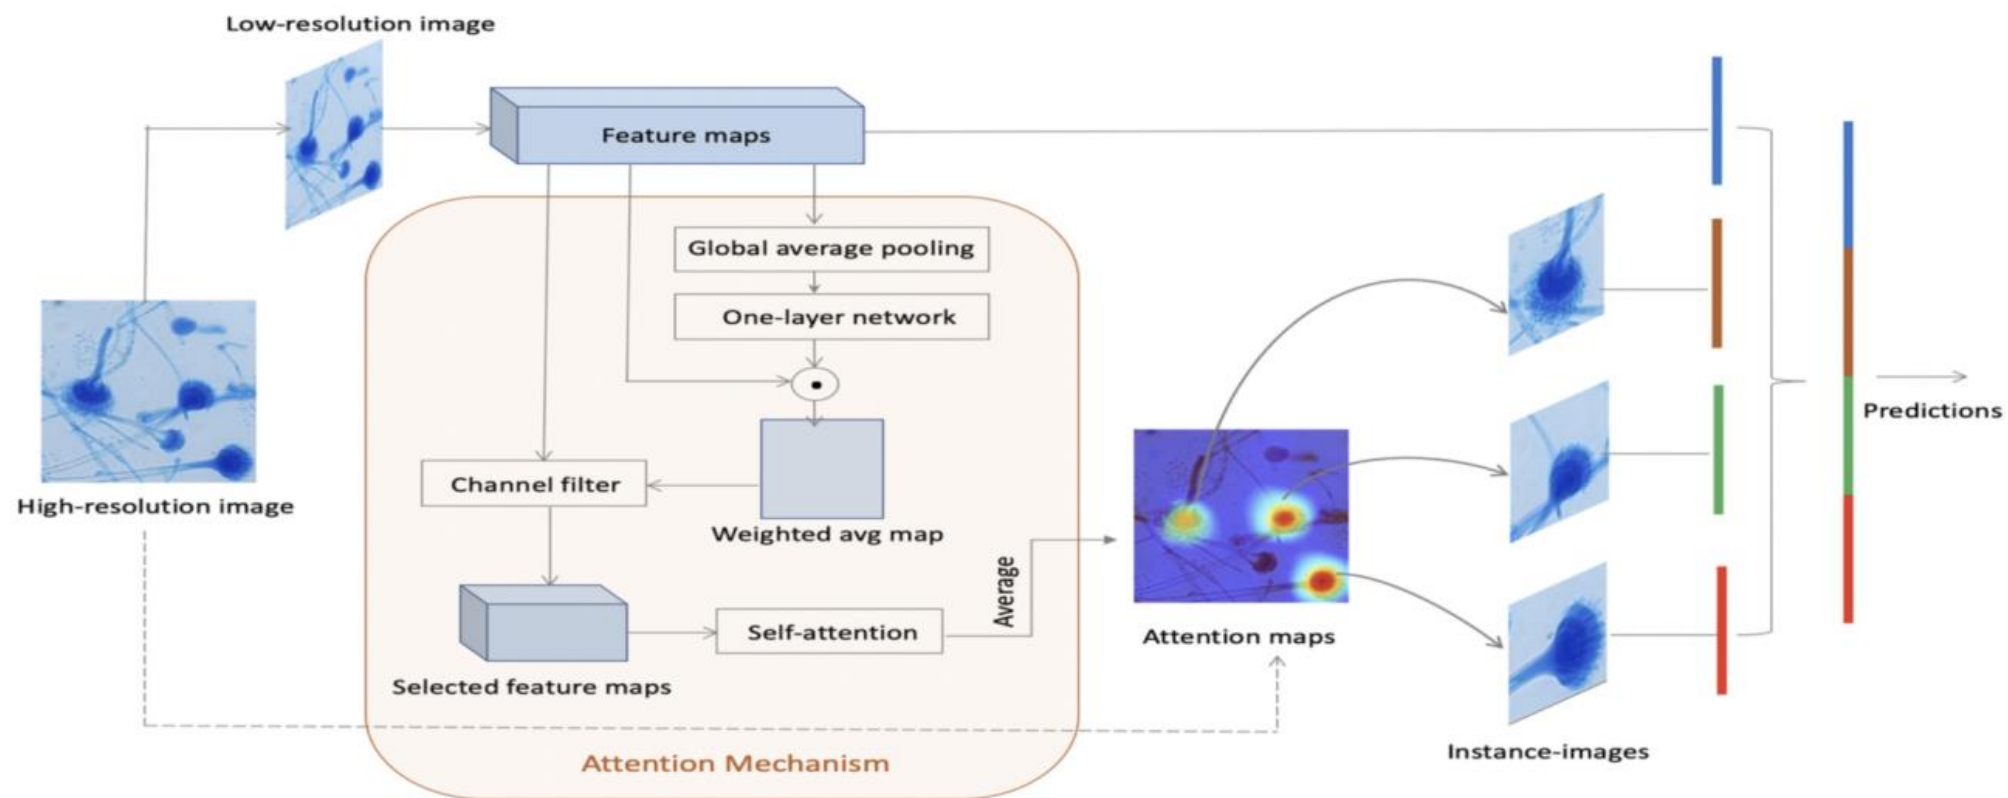 Low-resolution image
Feature maps
Global average pooling
One-layer network
High-resolution image
Channel filter
Weighted avg map
Selected feature maps
Self-attention
Average
Attention Mechanism
Attention maps
Instance-images
Predictions